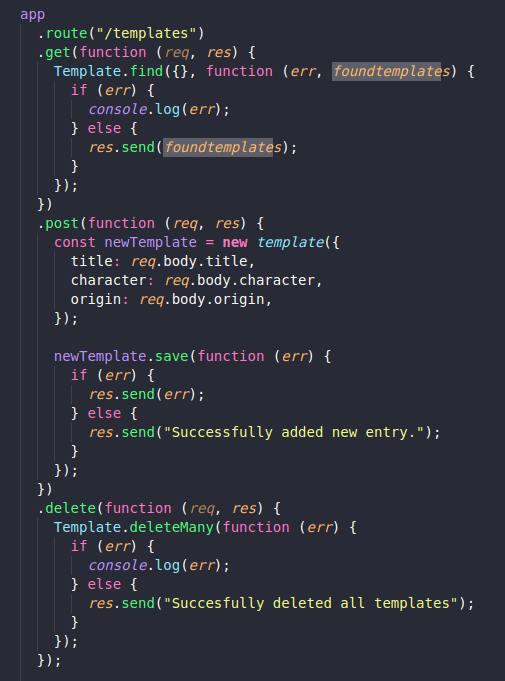 app
  .route("/templates")
  .get(function (req, res) {
    Template.find({}, function (err, foundtemplates) {
      if (err) {
        console.log(err);
      } else {
        res.send(foundtemplates);
      }
    });
  })
  .post(function (req, res) {
    const newTemplate = new template({
      title: req.body.title,
      character: req.body.character,
      origin: req.body.origin,
    });

    newTemplate.save(function (err) {
      if (err) {
        res.send(err);
      } else {
        res.send("Successfully added new entry.");
      }
    });
  })
  .delete(function (req, res) {
    Template.deleteMany(function (err) {
      if (err) {
        console.log(err);
      } else {
        res.send("Succesfully deleted all templates");
      }
    });
  });